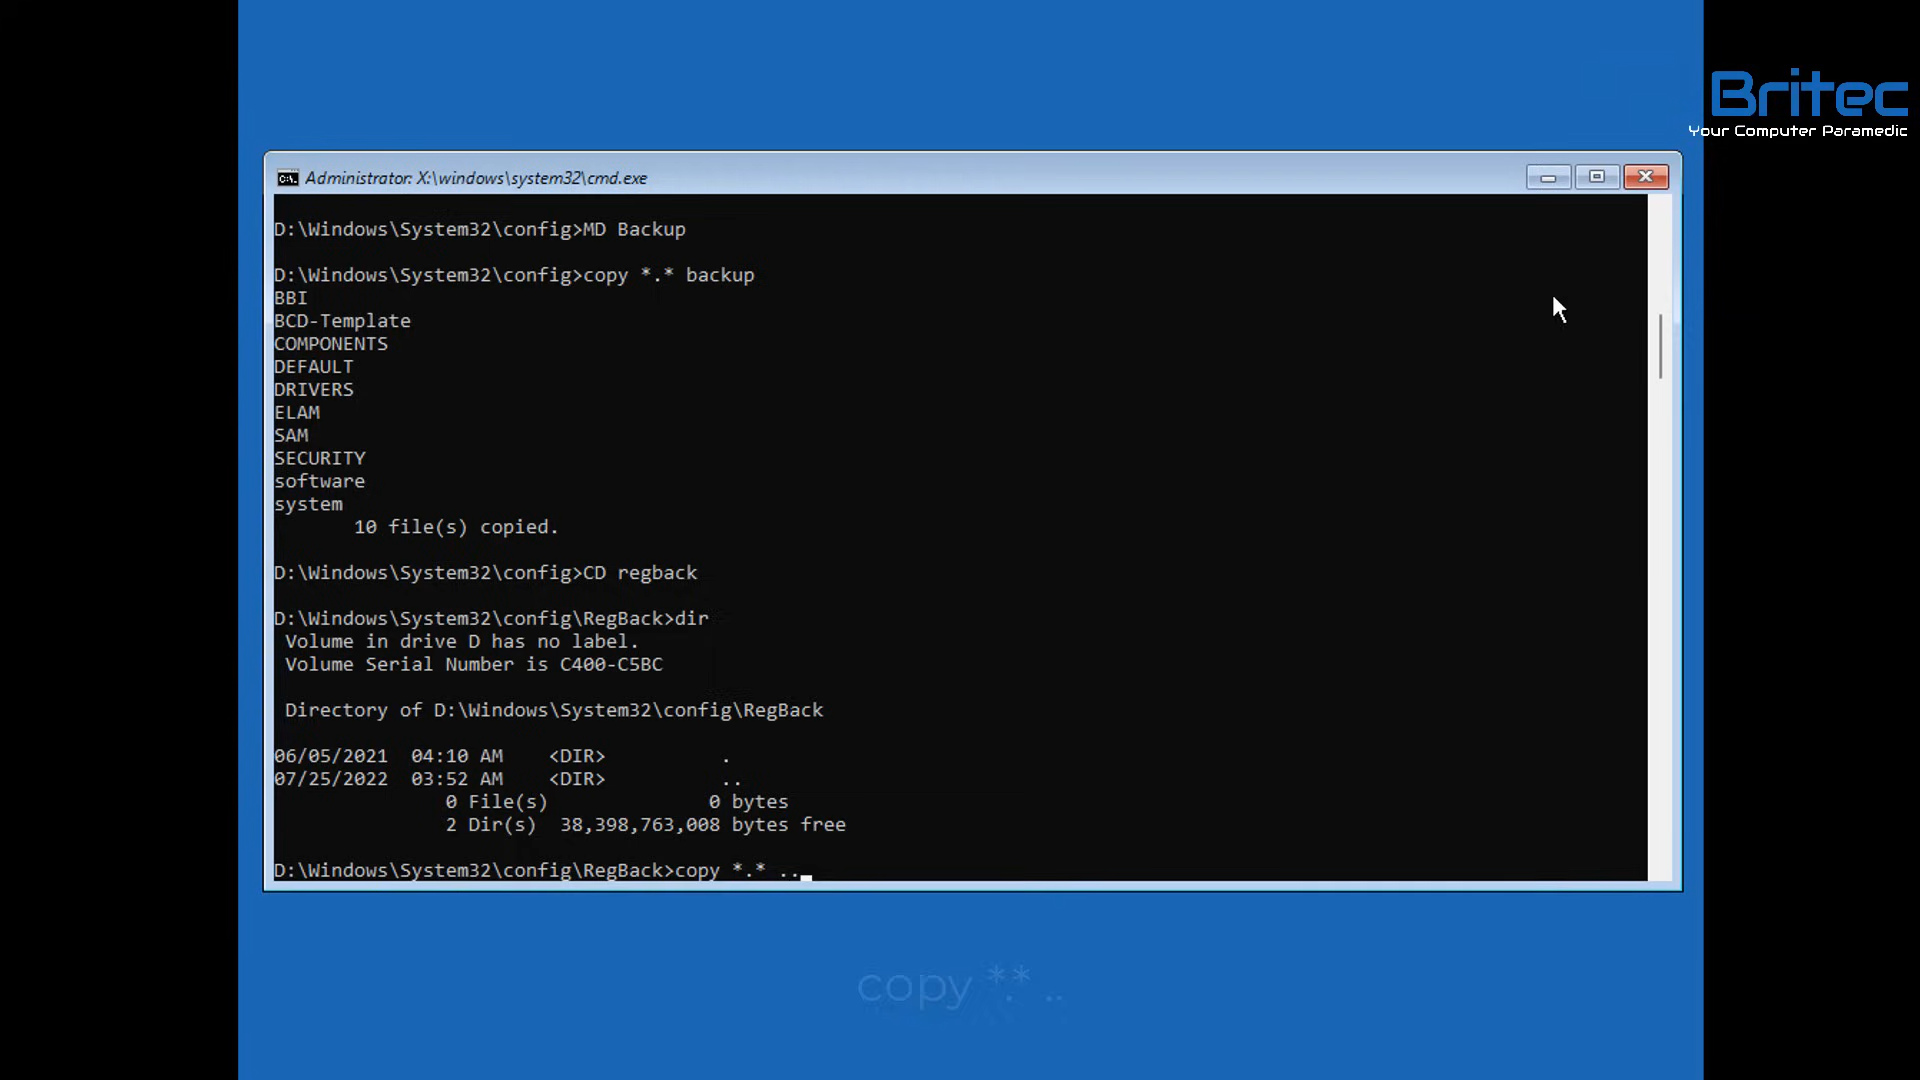 Britec
Your Computer Paramedic
Administrator: X:\windows\system32\cmd.exe
D:\Windows\System32\config>MD Backup
D:\Windows\System32\config>copy *.* backup
BBI
BCD-Template
COMPONENTS
DEFAULT
DRIVERS
ELAM
SAM
SECURITY
software
system
10 file(s) copied.
D:\Windows\System32\config>CD regback
D:\Windows\System32\config\RegBack>dir
Volume in drive D has no label.
Volume Serial Number is C400-C5BC
Directory of D:\Windows\System32\config\RegBack
06/05/2021 04:10 AM <DIR> .
07/25/2022 03:52 AM <DIR> ..
0 File(s) 0 bytes
2 Dir(s) 38,398,763,008 bytes free
D:\Windows\System32\config\RegBack>copy *.* ..
copy *.* ..